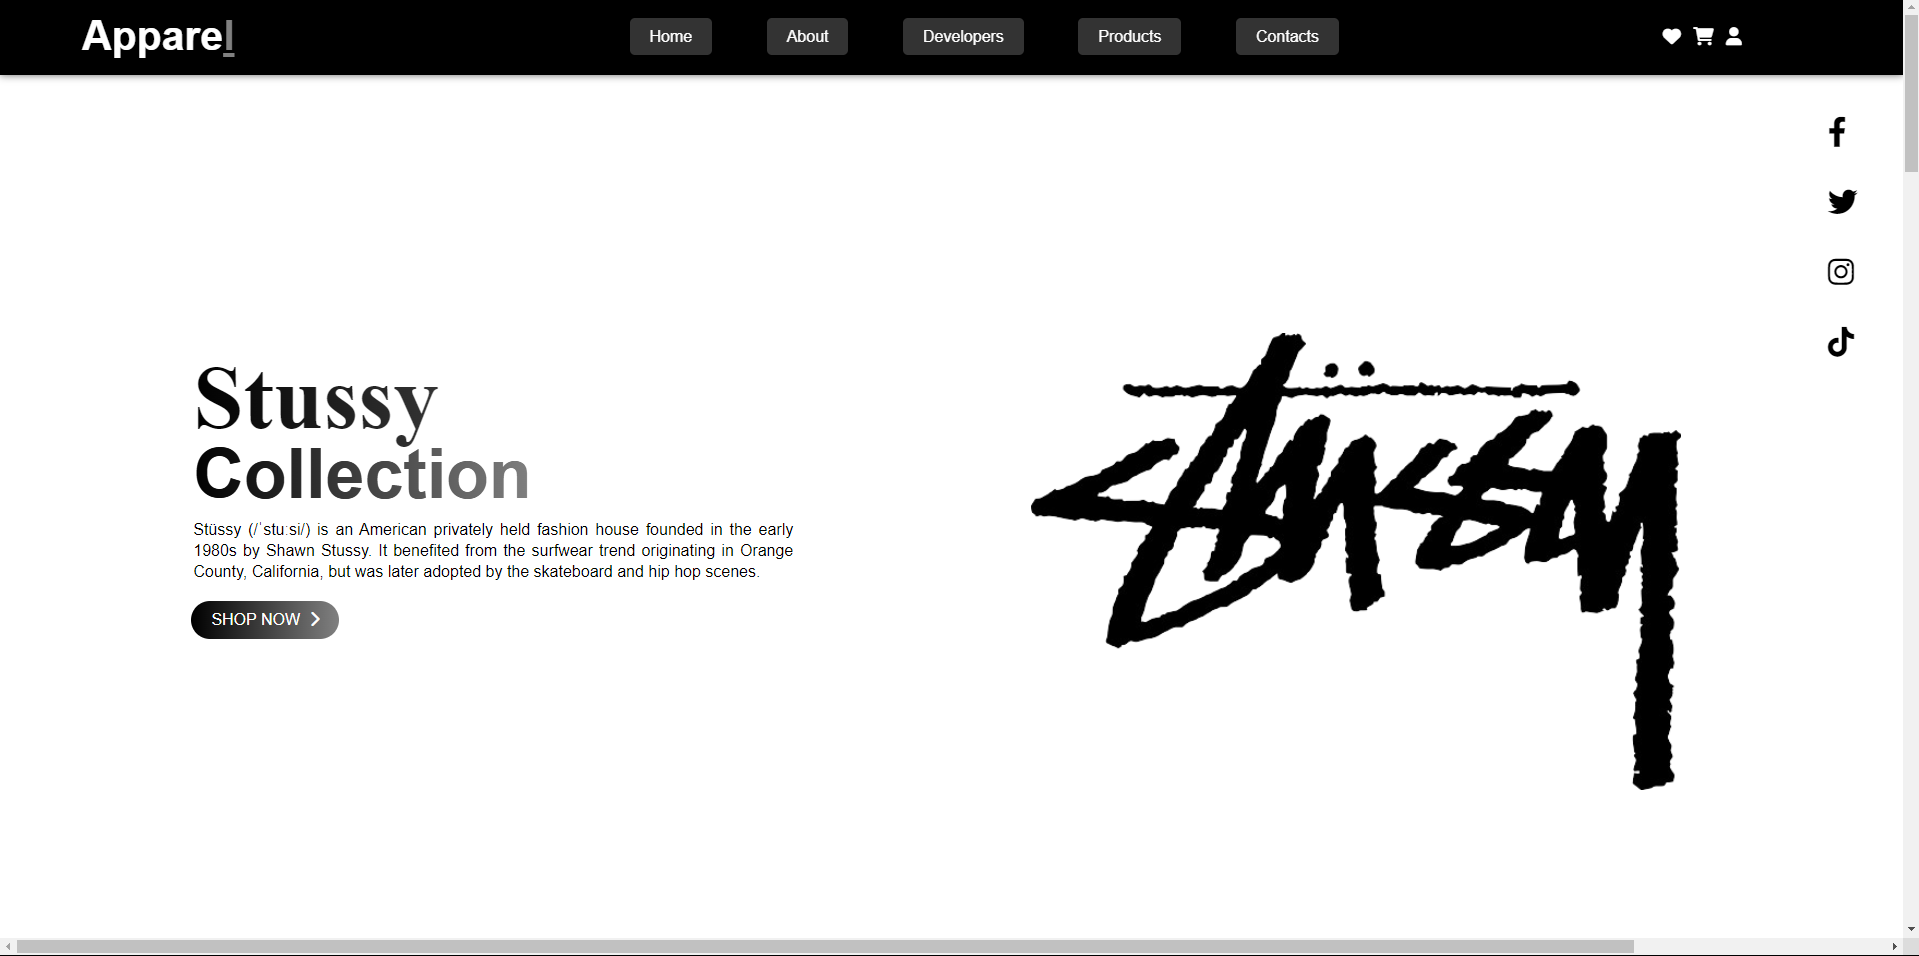 Apparel
Home
About
Developers
Products
Contacts
Stussy
Collection
Stüssy (/ˈstuːsi/) is an American privately held fashion house founded in the early
1980s by Shawn Stussy. It benefited from the surfwear trend originating in Orange
County, California, but was later adopted by the skateboard and hip hop scenes.
SHOP NOW
Stüssy